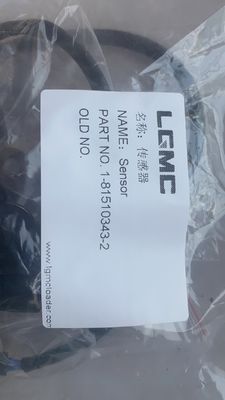 LGMC
名称：传感器
NAME：Sensor
PART NO. 1-81510343-2
OLD NO.
www.lgmcloader.com